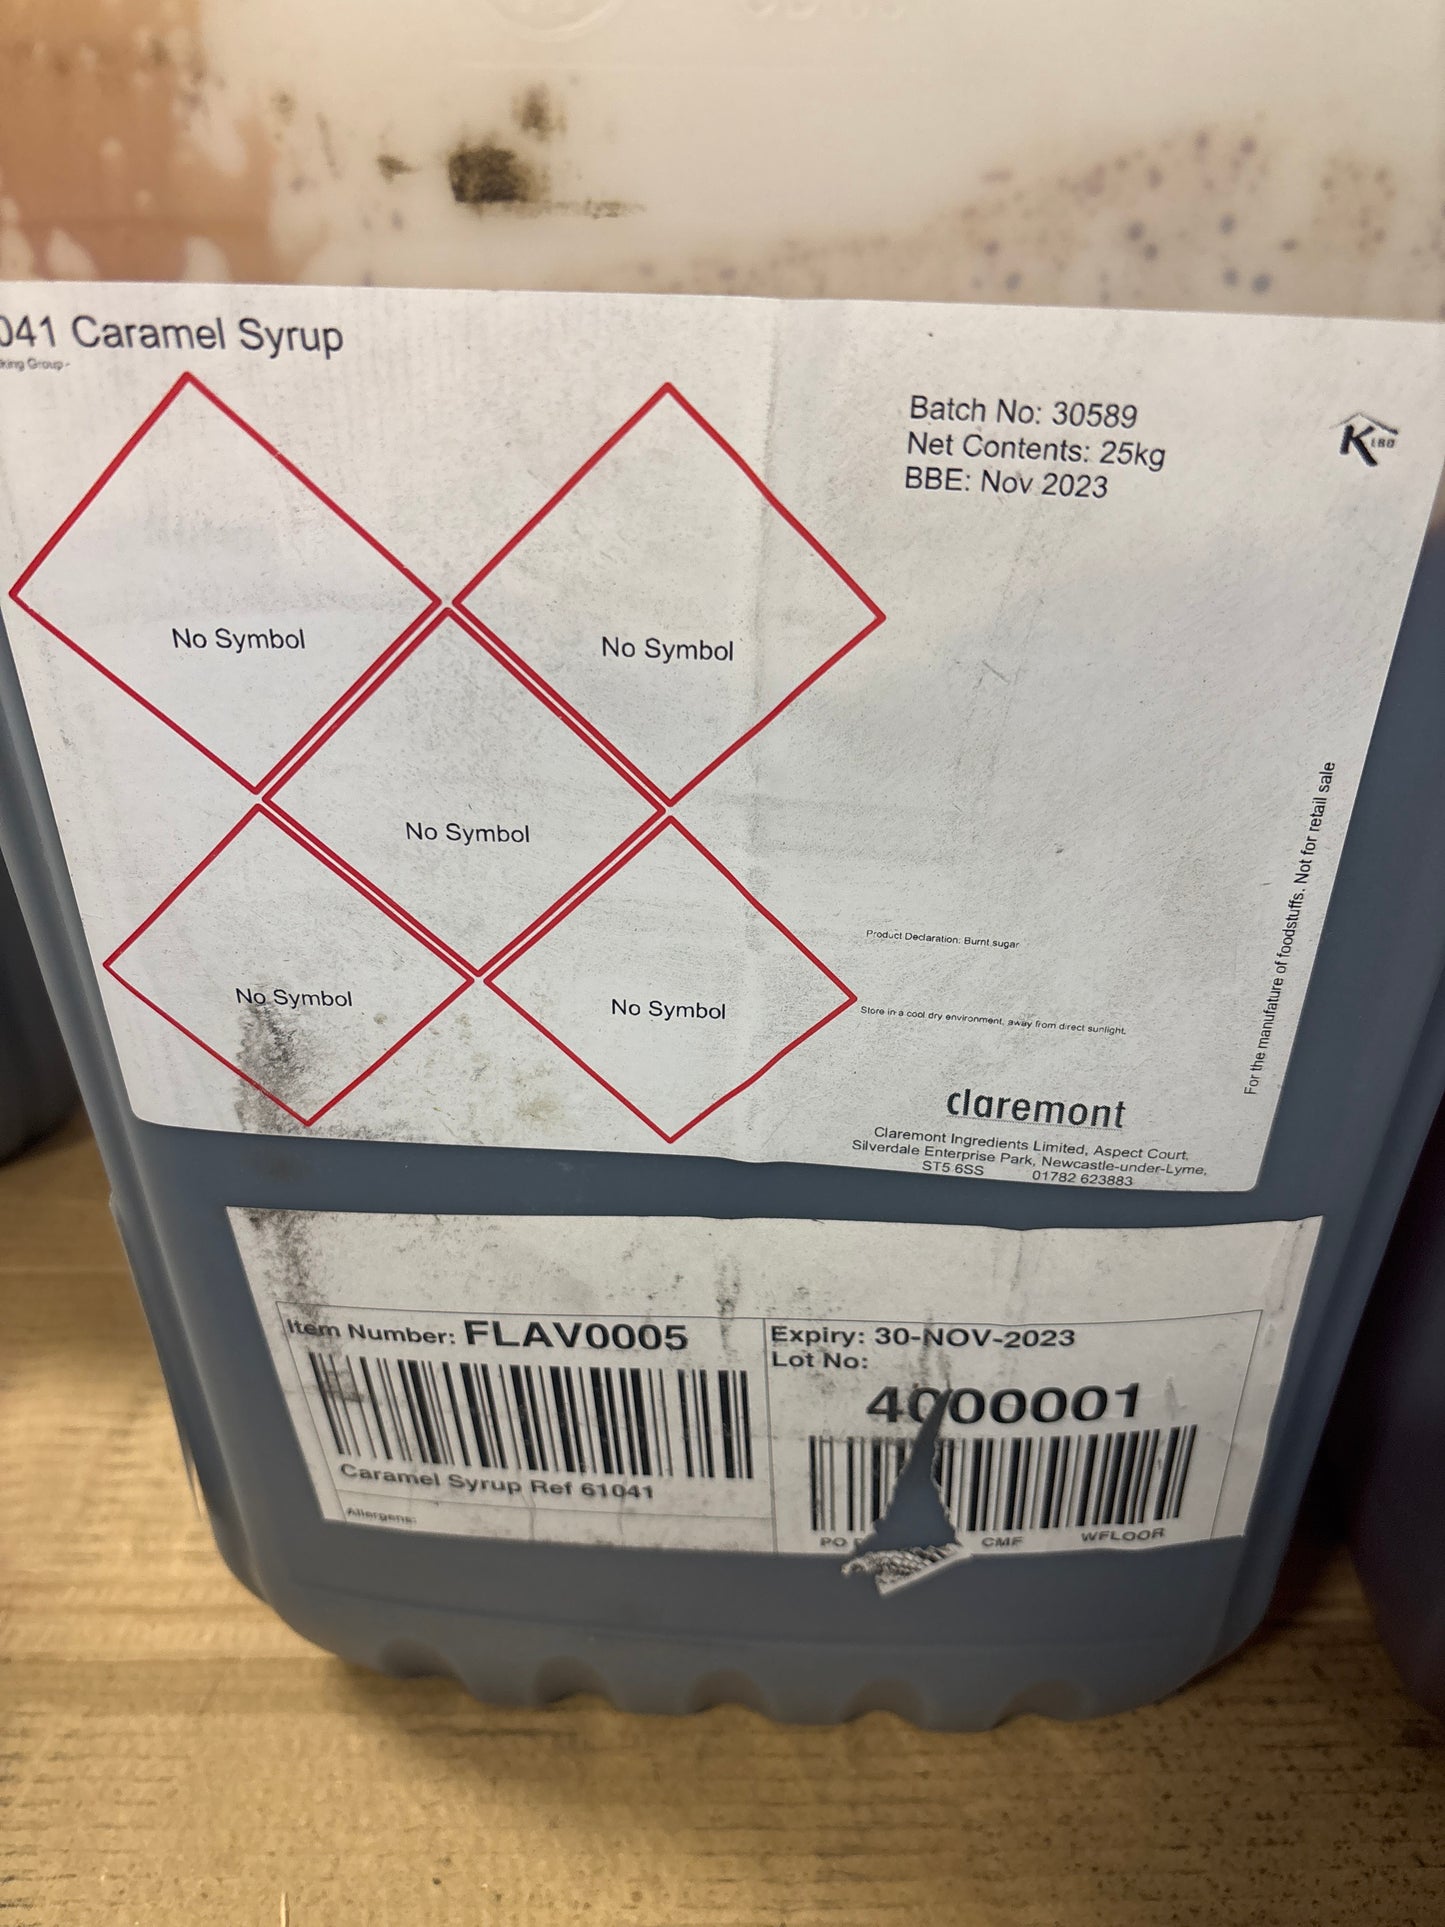 041 Caramel Syrup
king Group-
No Symbol
No Symbol
No Symbol
No Symbol
No Symbol
Batch No: 30589
Net Contents: 25kg
BBE: Nov 2023
K LBD
Product Declaration: Burnt sugar
Store in a cool dry environment, away from direct sunlight.
For the manufature of foodstuffs. Not for retail sale
claremont
Claremont Ingredients Limited, Aspect Court,
Silverdale Enterprise Park, Newcastle-under-Lyme,
ST5 6SS 01782 623883
Item Number: FLAV0005
Caramel Syrup Ref 61041
Allergens:
Expiry: 30-NOV-2023
Lot No:
4000001
PO CMF WFLOOR